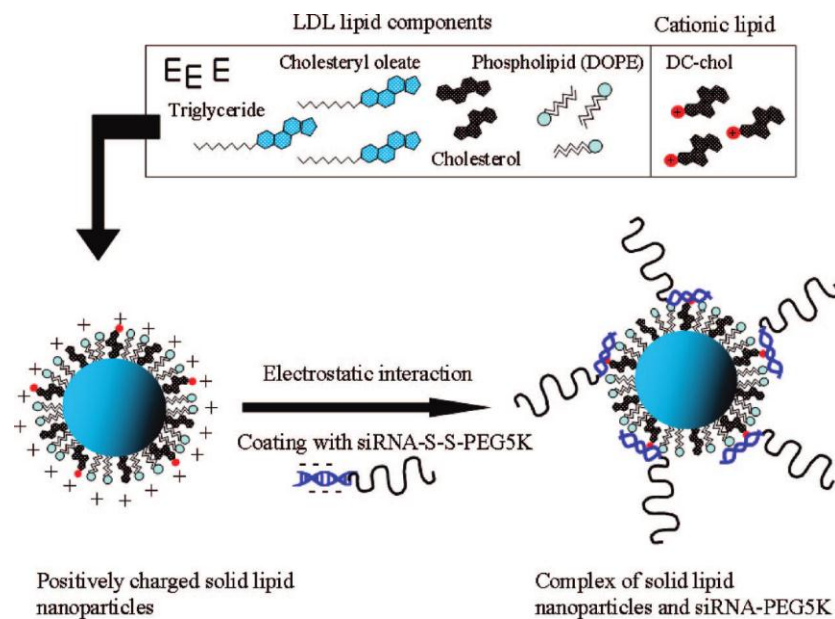 LDL lipid components
Cationic lipid
E E E
Triglyceride
Cholesteryl oleate
Cholesterol
Phospholipid (DOPE)
DC-chol
Electrostatic interaction
Coating with siRNA-S-S-PEG5K
Positively charged solid lipid
nanoparticles
Complex of solid lipid
nanoparticles and siRNA-PEG5K